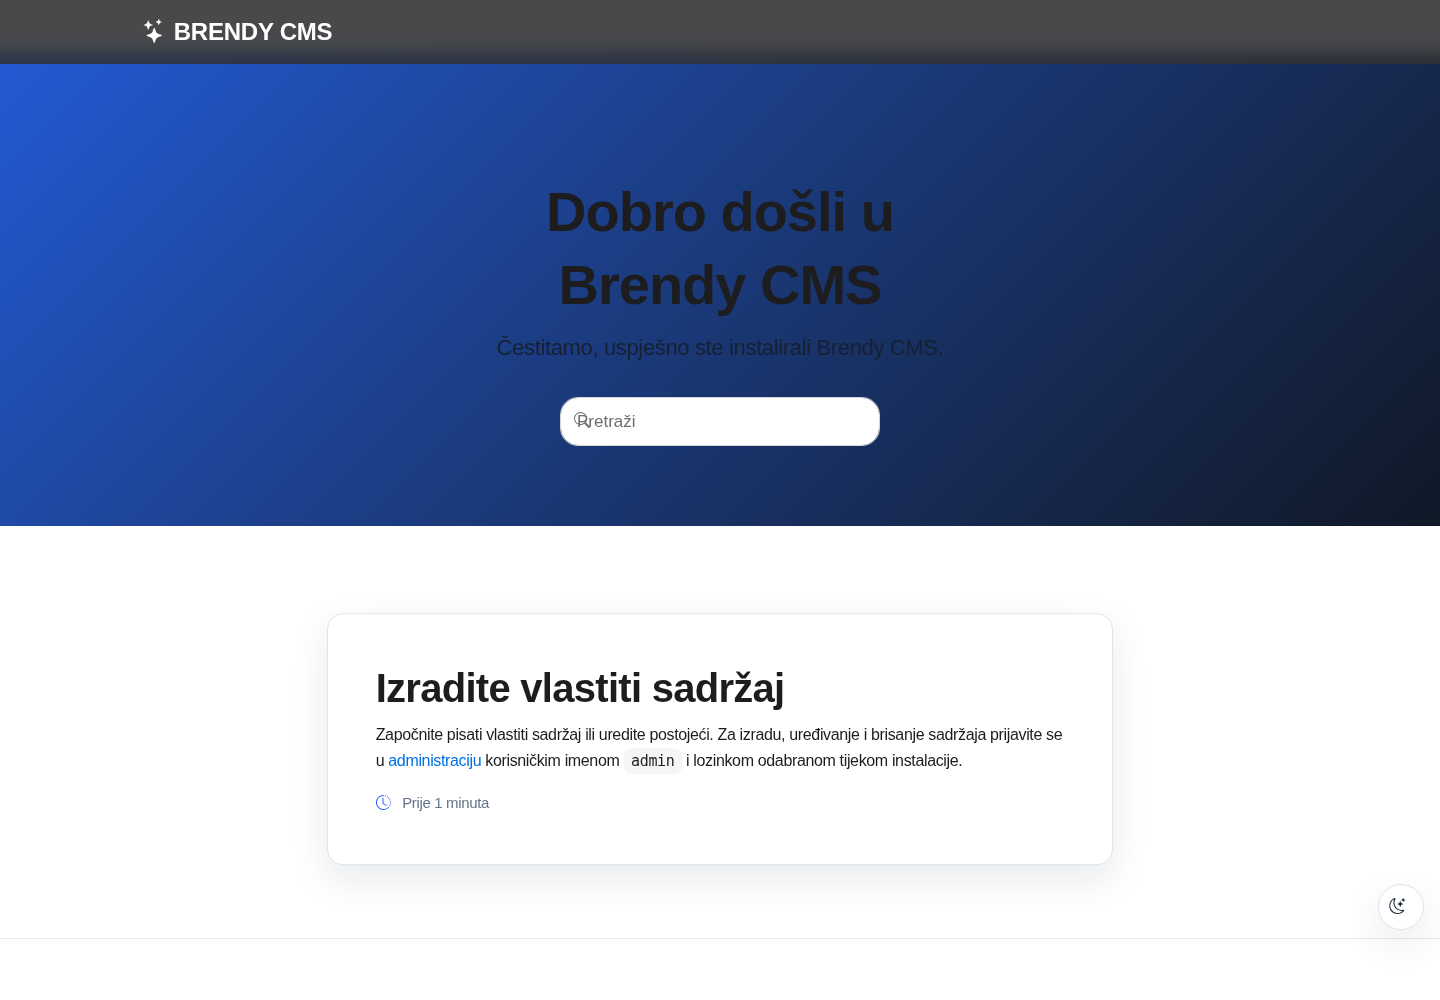 BRENDY CMS
Dobro došli u
Brendy CMS
Čestitamo, uspješno ste instalirali Brendy CMS.
Pretraži
Izradite vlastiti sadržaj
Započnite pisati vlastiti sadržaj ili uredite postojeći. Za izradu, uređivanje i brisanje sadržaja prijavite se
u administraciju korisničkim imenom admin i lozinkom odabranom tijekom instalacije.
Prije 1 minuta